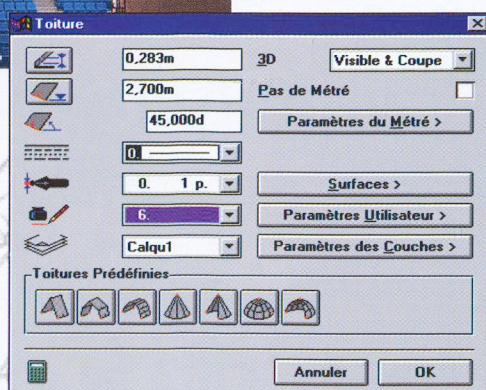 Toiture
0,283m 3D Visible & Coupe
2,700m Pas de Métré
45,000d Paramètres du Métré >
0.
0. 1 p. Surfaces >
6. Paramètres Utilisateur >
Calqu1 Paramètres des Couches >
Toitures Prédéfinies
Annuler OK